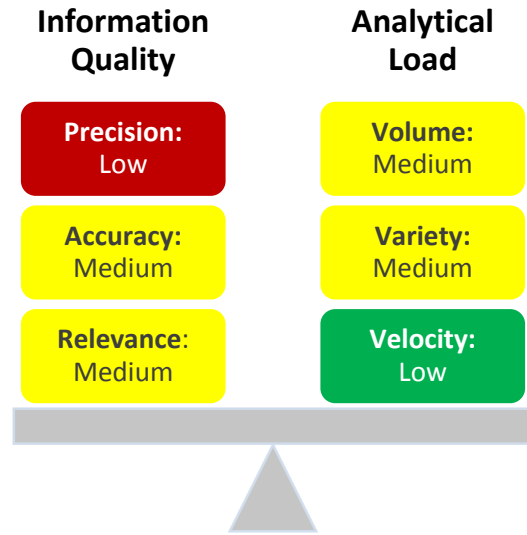 Information
Quality
Analytical
Load
Precision:
Low
Volume:
Medium
Accuracy:
Medium
Variety:
Medium
Relevance:
Medium
Velocity:
Low